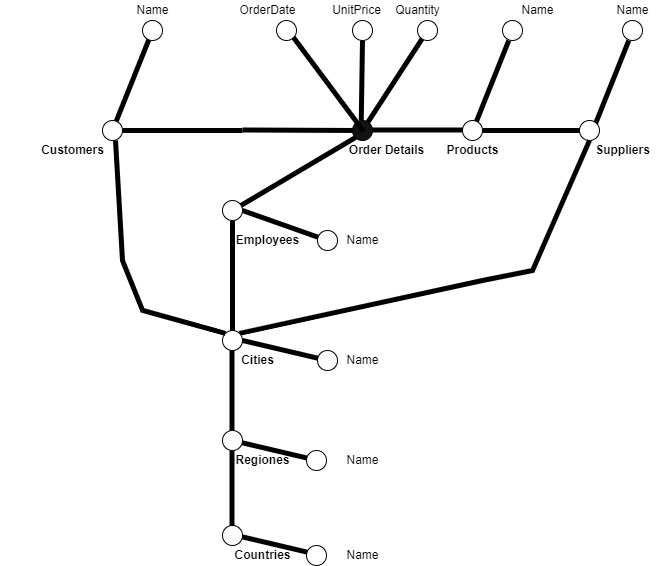 Name
OrderDate
UnitPrice
Quantity
Name
Name
Customers
Order Details
Products
Suppliers
Employees
Name
Cities
Name
Regiones
Name
Countries
Name